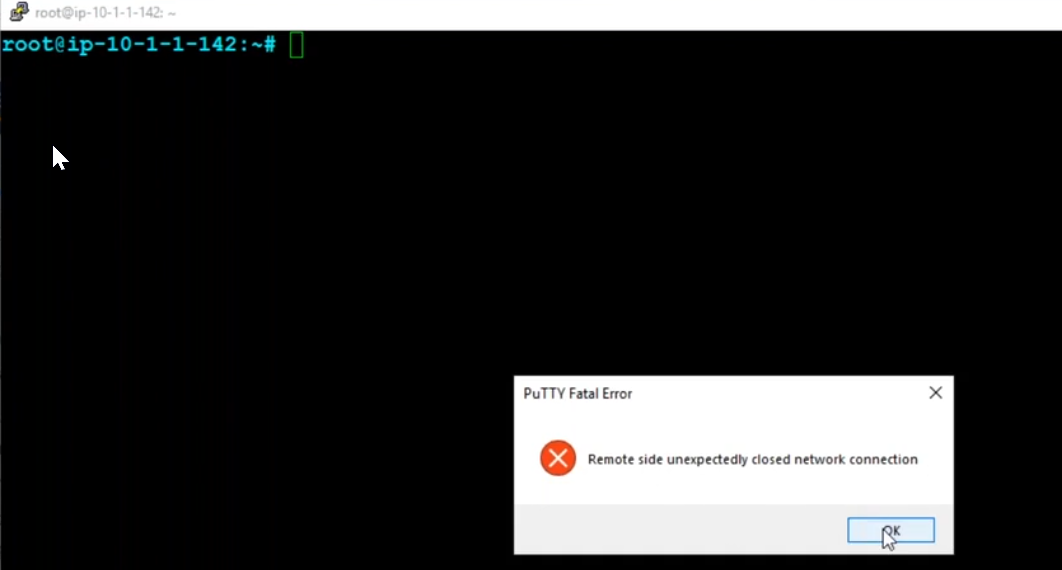 root@ip-10-1-1-142: ~
root@ip-10-1-1-142:~#
PuTTY Fatal Error
Remote side unexpectedly closed network connection
OK